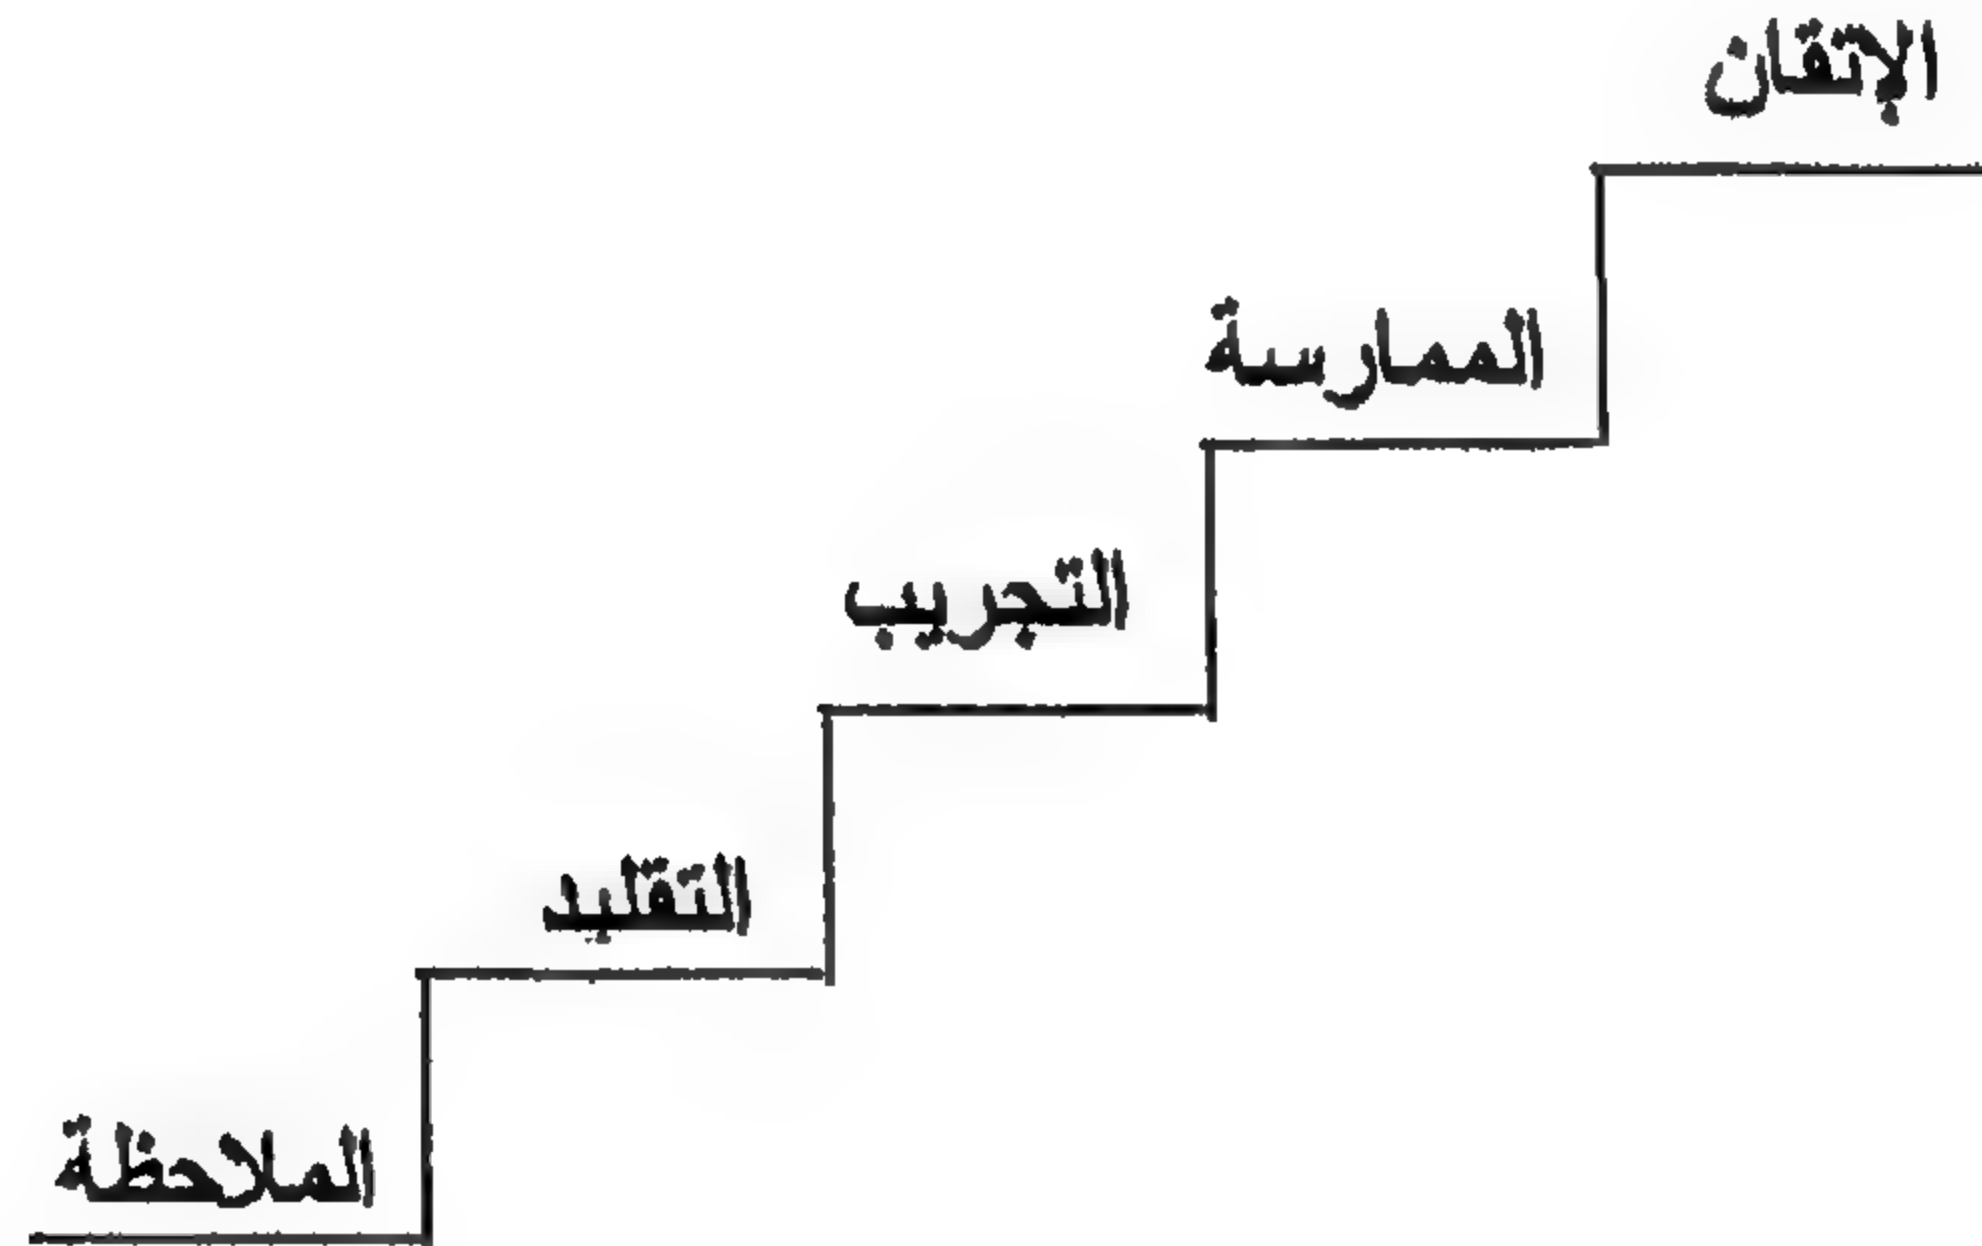 الإتقان
الممارسة
التجريب
التقليد
الملاحظة